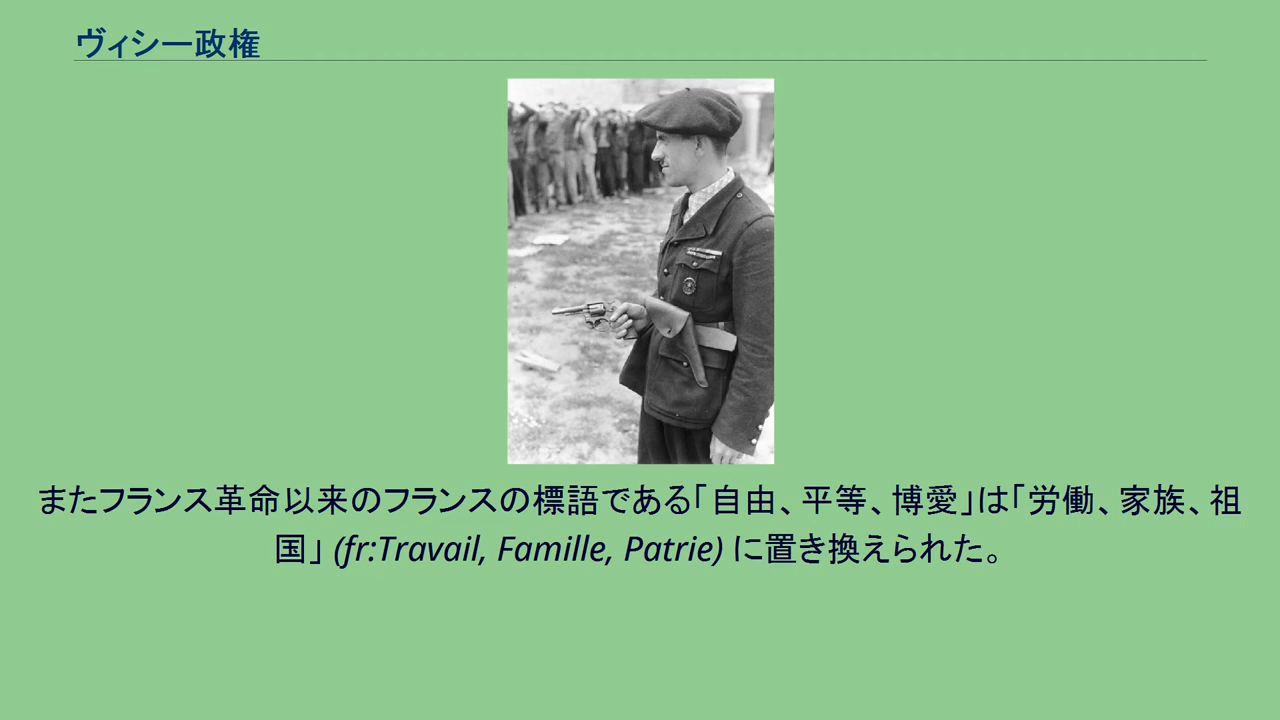 ヴィシー政権
またフランス革命以来のフランスの標語である「自由、平等、博愛」は「労働、家族、祖
国」 (fr:Travail, Famille, Patrie) に置き換えられた。